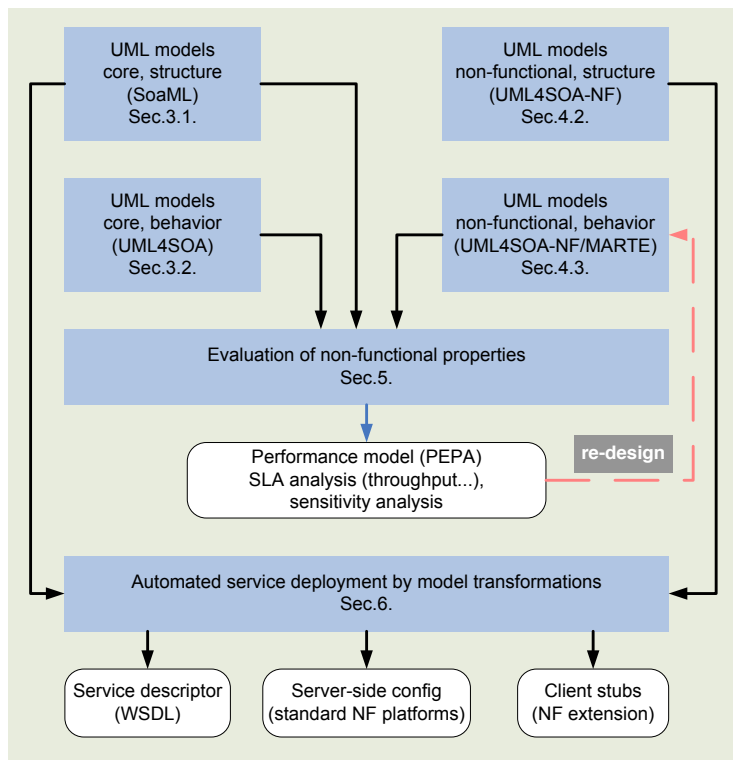 UML models
core, structure
(SoaML)
Sec.3.1.
UML models
non-functional, structure
(UML4SOA-NF)
Sec.4.2.
UML models
core, behavior
(UML4SOA)
Sec.3.2.
UML models
non-functional, behavior
(UML4SOA-NF/MARTE)
Sec.4.3.
Evaluation of non-functional properties
Sec.5.
Performance model (PEPA)
SLA analysis (throughput...),
sensitivity analysis
re-design
Automated service deployment by model transformations
Sec.6.
Service descriptor
(WSDL)
Server-side config
(standard NF platforms)
Client stubs
(NF extension)